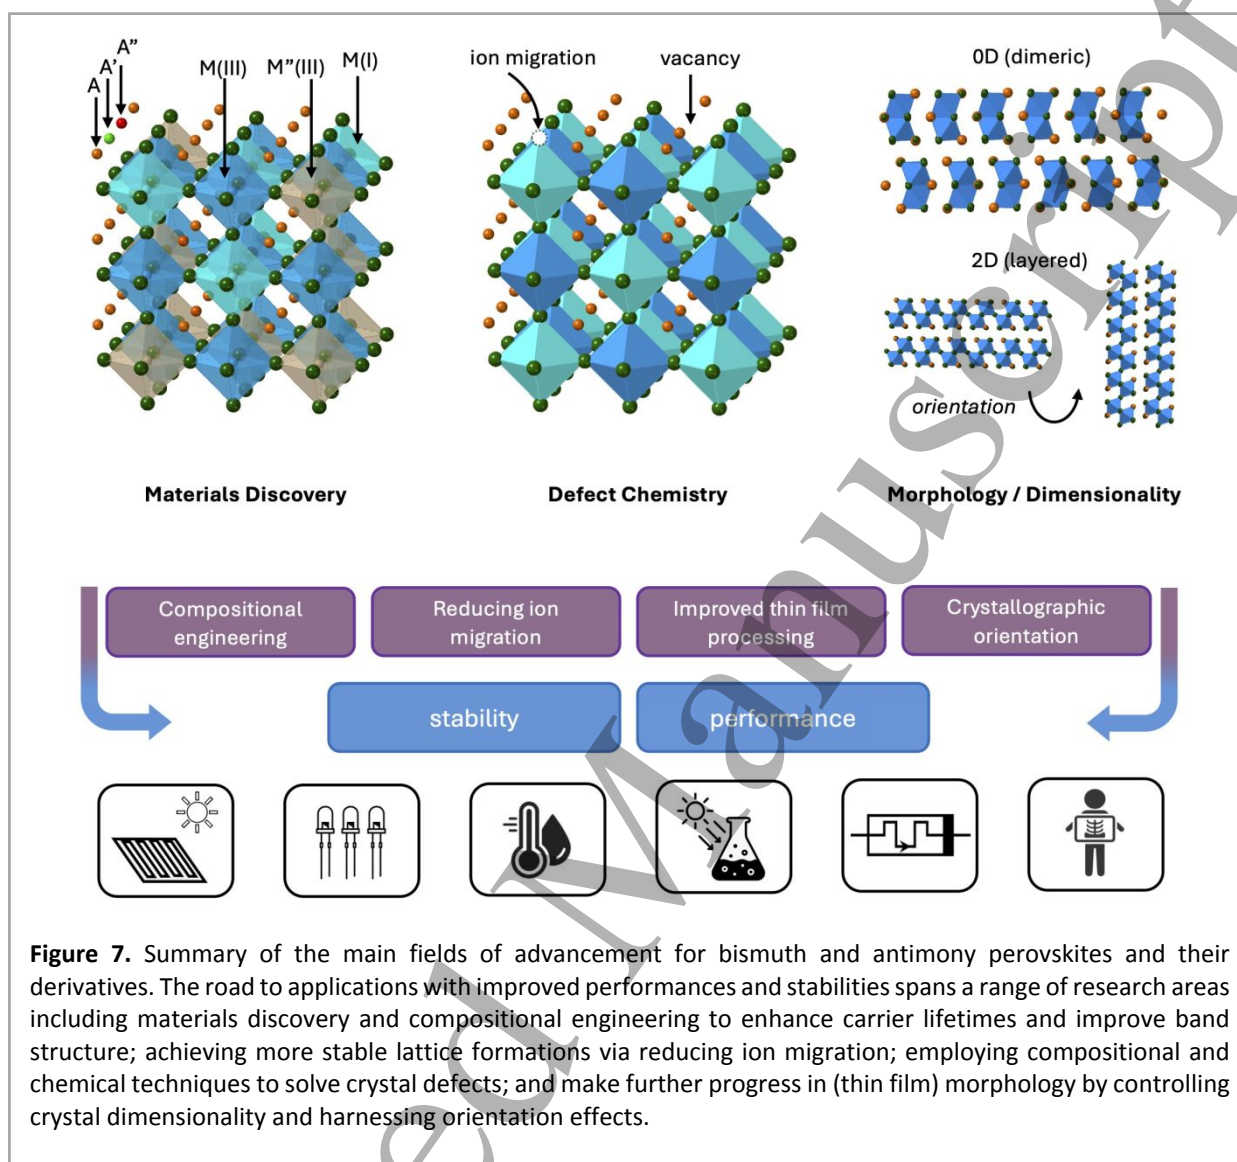 A”
A’
A
M(III)
M”(III)
M(I)
ion migration
vacancy
0D (dimeric)
2D (layered)
orientation
Materials Discovery
Defect Chemistry
Morphology / Dimensionality
Compositional
engineering
Reducing ion
migration
Improved thin film
processing
Crystallographic
orientation
stability
performance
Figure 7. Summary of the main fields of advancement for bismuth and antimony perovskites and their
derivatives. The road to applications with improved performances and stabilities spans a range of research areas
including materials discovery and compositional engineering to enhance carrier lifetimes and improve band
structure; achieving more stable lattice formations via reducing ion migration; employing compositional and
chemical techniques to solve crystal defects; and make further progress in (thin film) morphology by controlling
crystal dimensionality and harnessing orientation effects.
ed Manuscript